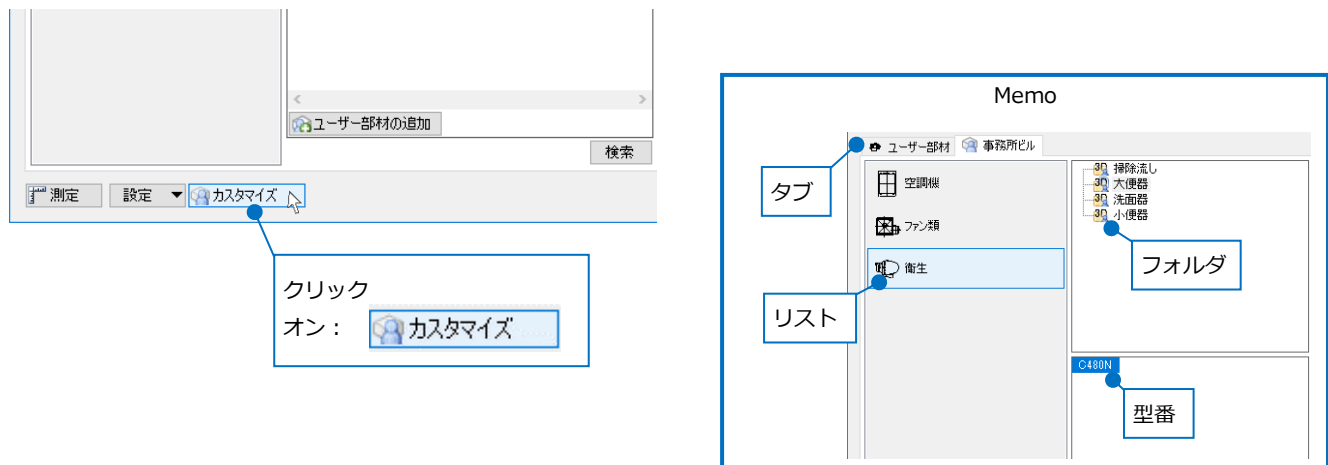 ユーザー部材の追加
検索
測定
設定
カスタマイズ
クリック
オン： カスタマイズ
Memo
ユーザー部材 事務所ビル
タブ
空調機
ファン類
衛生
リスト
掃除流し
大便器
洗面器
小便器
フォルダ
C480N
型番